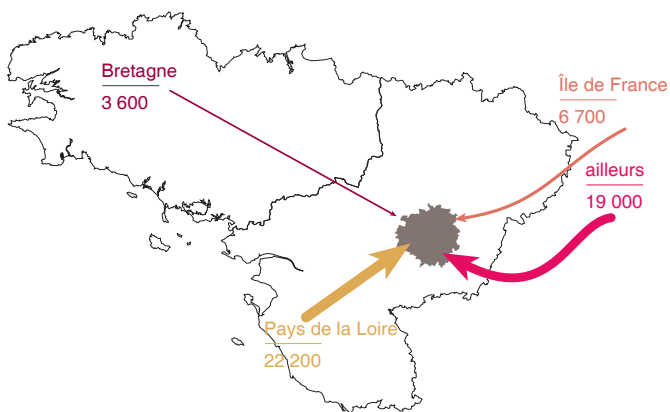 Bretagne
3 600
Île de France
6 700
ailleurs
19 000
Pays de la Loire
22 200